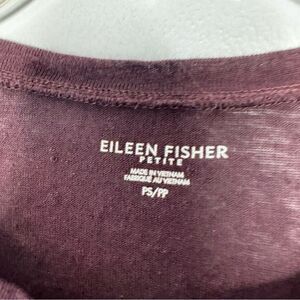 EILEEN FISHER
PETITE
MADE IN VIETNAM
FABRIQUÉ AU VIETNAM
PS/PP